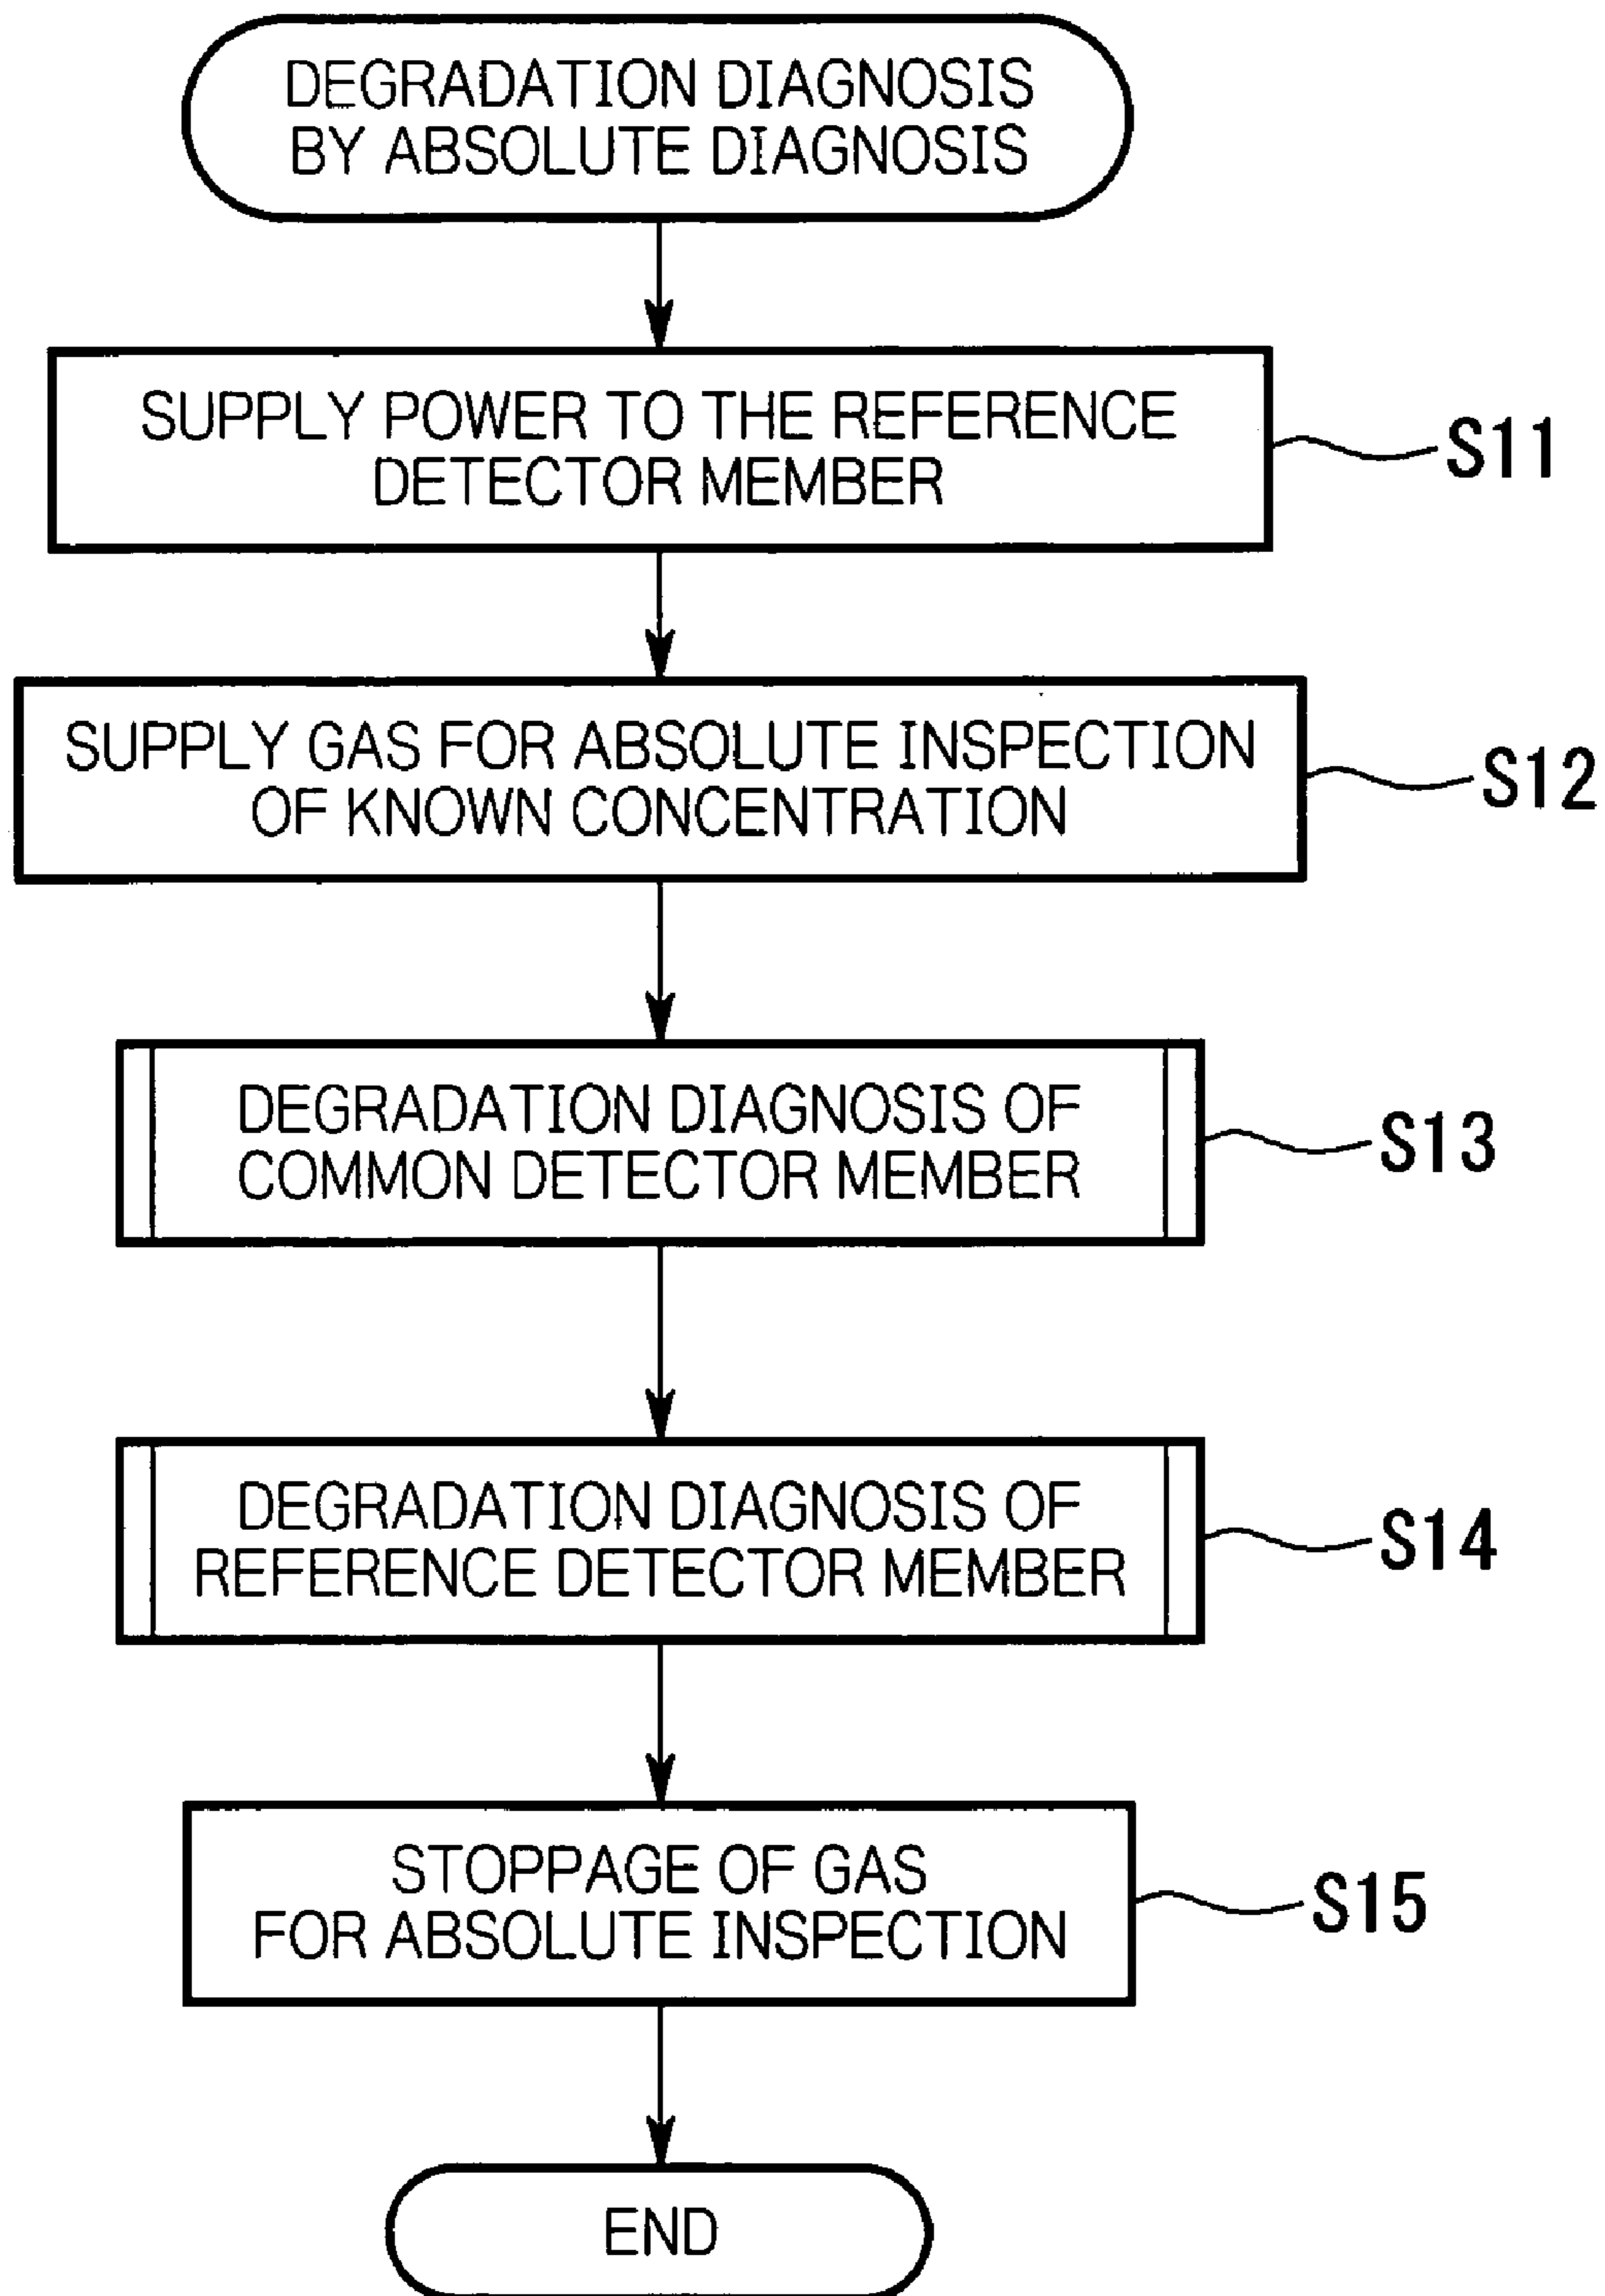 DEGRADATION DIAGNOSIS
BY ABSOLUTE DIAGNOSIS
SUPPLY POWER TO THE REFERENCE
DETECTOR MEMBER
S11
SUPPLY GAS FOR ABSOLUTE INSPECTION
OF KNOWN CONCENTRATION
S12
DEGRADATION DIAGNOSIS OF
COMMON DETECTOR MEMBER
S13
DEGRADATION DIAGNOSIS OF
REFERENCE DETECTOR MEMBER
S14
STOPPAGE OF GAS
FOR ABSOLUTE INSPECTION
S15
END